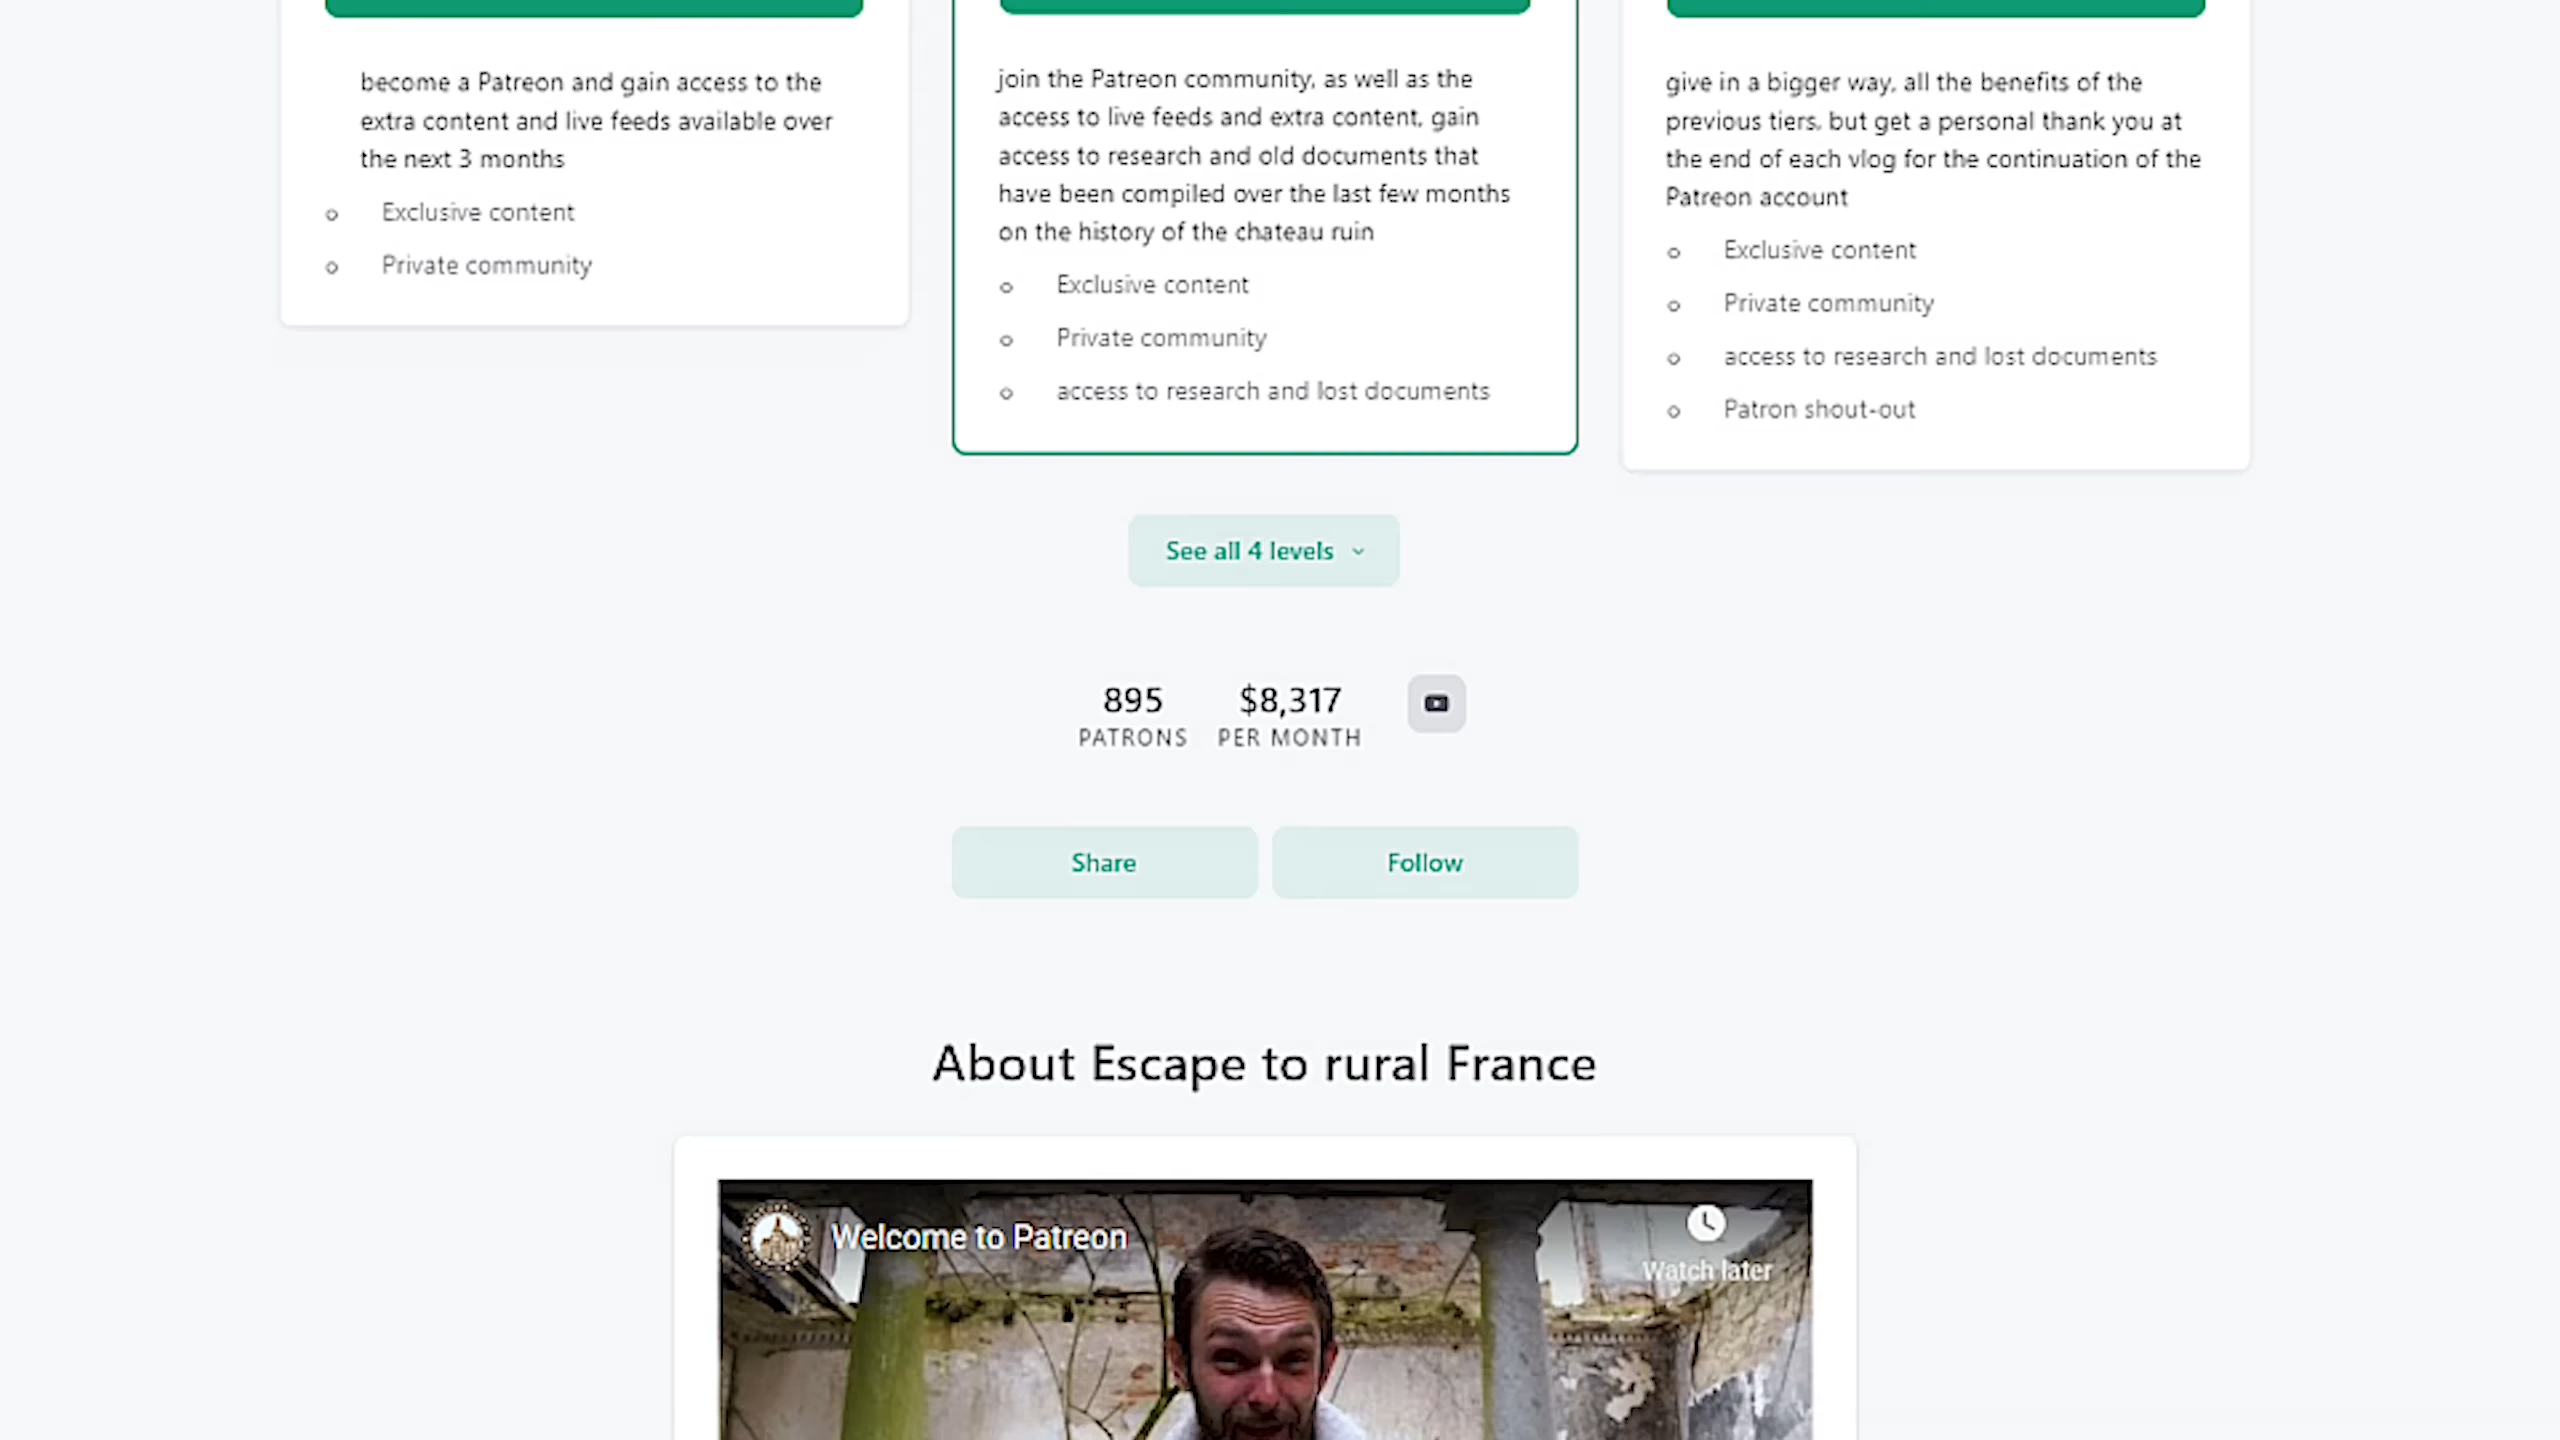 become a Patreon and gain access to the
extra content and live feeds available over
the next 3 months
Exclusive content
Private community
join the Patreon community, as well as the
access to live feeds and extra content, gain
access to research and old documents that
have been compiled over the last few months
on the history of the chateau ruin
Exclusive content
Private community
access to research and lost documents
give in a bigger way, all the benefits of the
previous tiers, but get a personal thank you at
the end of each vlog for the continuation of the
Patreon account
Exclusive content
Private community
access to research and lost documents
Patron shout-out
See all 4 levels
895
PATRONS
$8,317
PER MONTH
Share
Follow
About Escape to rural France
Welcome to Patreon
Watch later